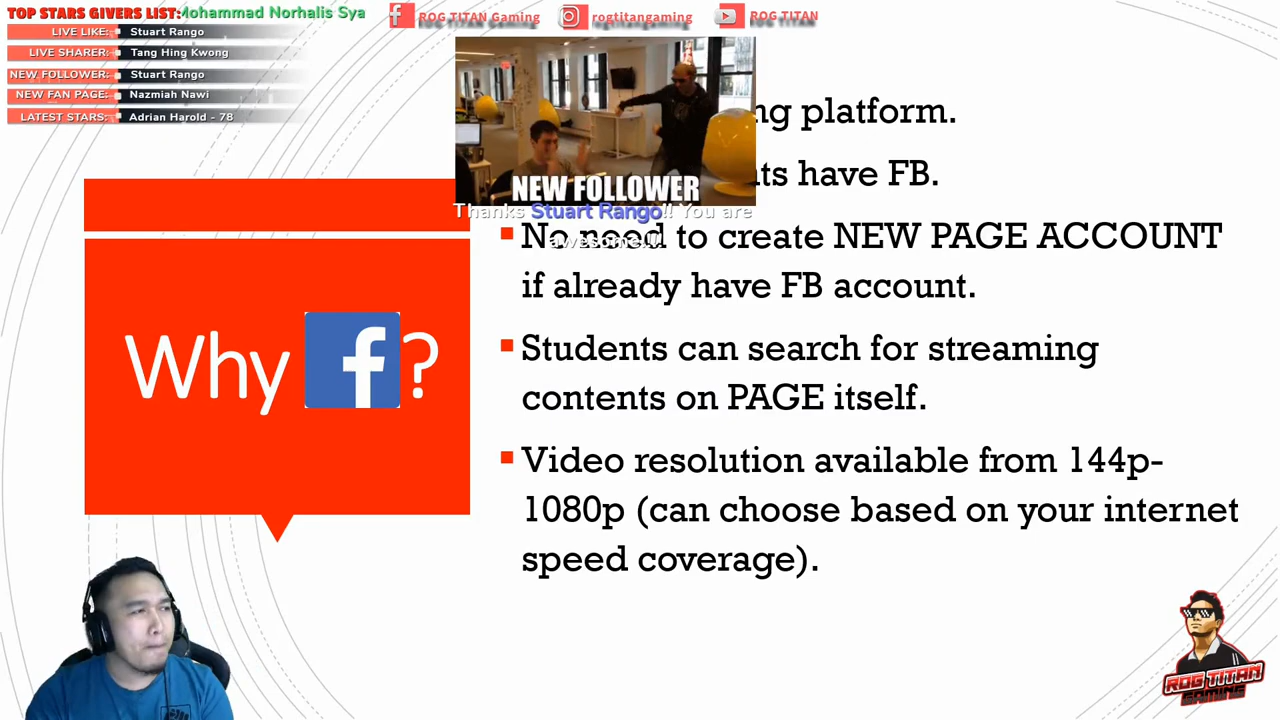 TOP STARS GIVERS LIST: Mohammad Norhalis Sya
LIVE LIKE: Stuart Rango
LIVE SHARER: Tang Hing Kwong
NEW FOLLOWER: Stuart Rango
NEW FAN PAGE: Nazmiah Nawi
LATEST STARS: Adrian Harold - 78
ROG TITAN Gaming
rogtitangaming
ROG TITAN
NEW FOLLOWER
Thanks Stuart Rango!! You are
awesome!!!
platform.
have FB.
No need to create NEW PAGE ACCOUNT
if already have FB account.
Students can search for streaming
contents on PAGE itself.
Video resolution available from 144p-
1080p (can choose based on your internet
speed coverage).
Why f?
ROG TITAN
GAMING